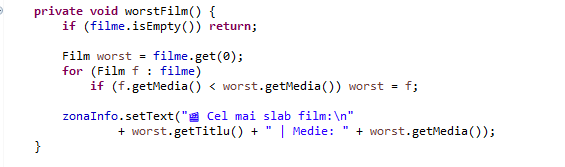 private void worstFilm() {
    if (filme.isEmpty()) return;

    Film worst = filme.get(0);
    for (Film f : filme)
        if (f.getMedia() < worst.getMedia()) worst = f;

    zonaInfo.setText("🎬 Cel mai slab film:\n"
            + worst.getTitlu() + " | Medie: " + worst.getMedia());
}